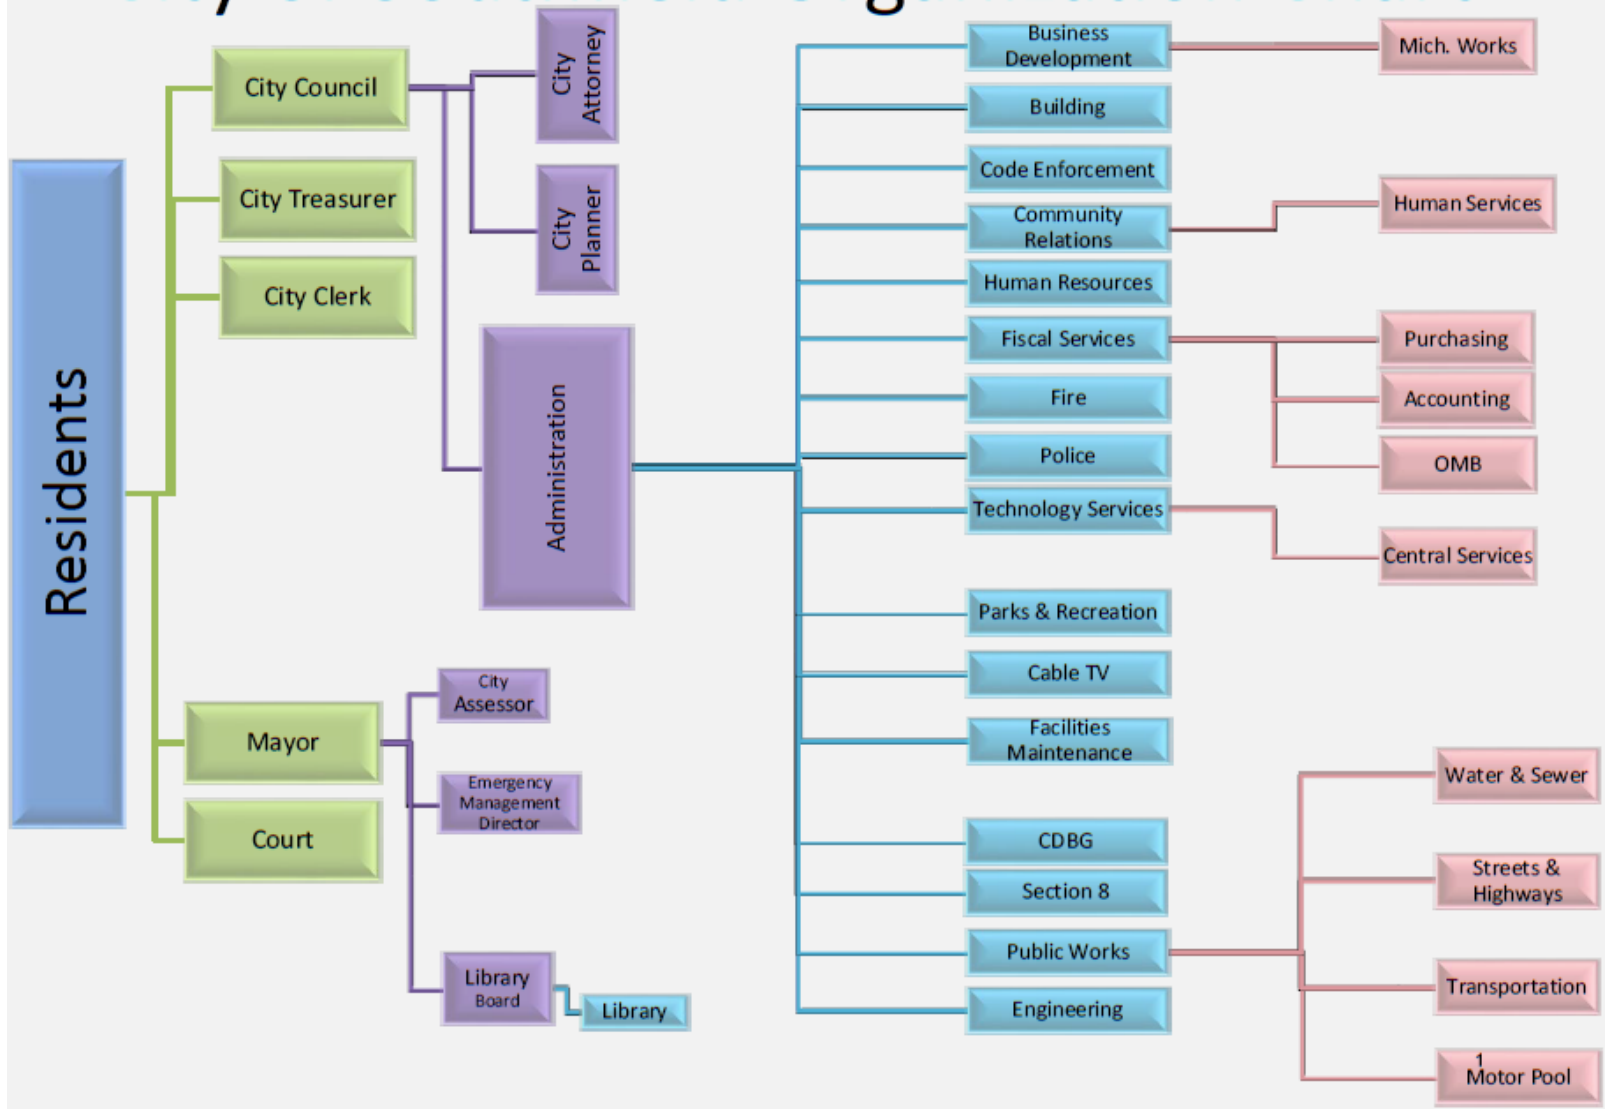 City Council
City
Attorney
City Treasurer
City
Planner
City Clerk
Residents
Administration
Mayor
Court
City
Assessor
Emergency
Management
Director
Library
Board
Library
Business
Development
Building
Code Enforcement
Community
Relations
Human Resources
Fiscal Services
Fire
Police
Technology Services
Parks & Recreation
Cable TV
Facilities
Maintenance
CDBG
Section 8
Public Works
Engineering
Mich. Works
Human Services
Purchasing
Accounting
OMB
Central Services
Water & Sewer
Streets &
Highways
Transportation
1
Motor Pool